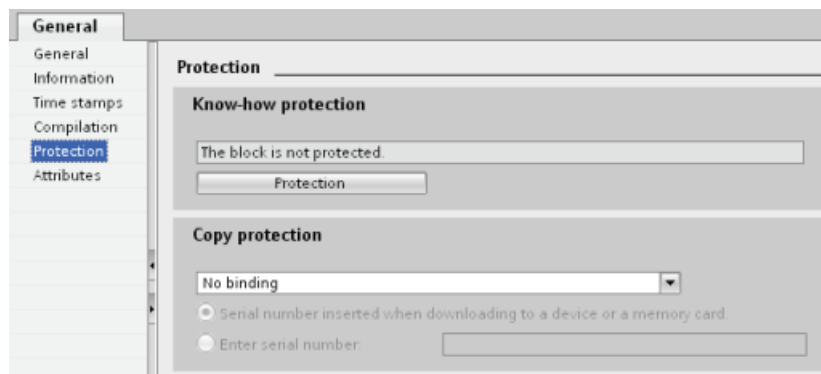 General
General
Information
Time stamps
Compilation
Protection
Attributes
Protection
Know-how protection
The block is not protected.
Protection
Copy protection
No binding
Serial number inserted when downloading to a device or a memory card.
Enter serial number: